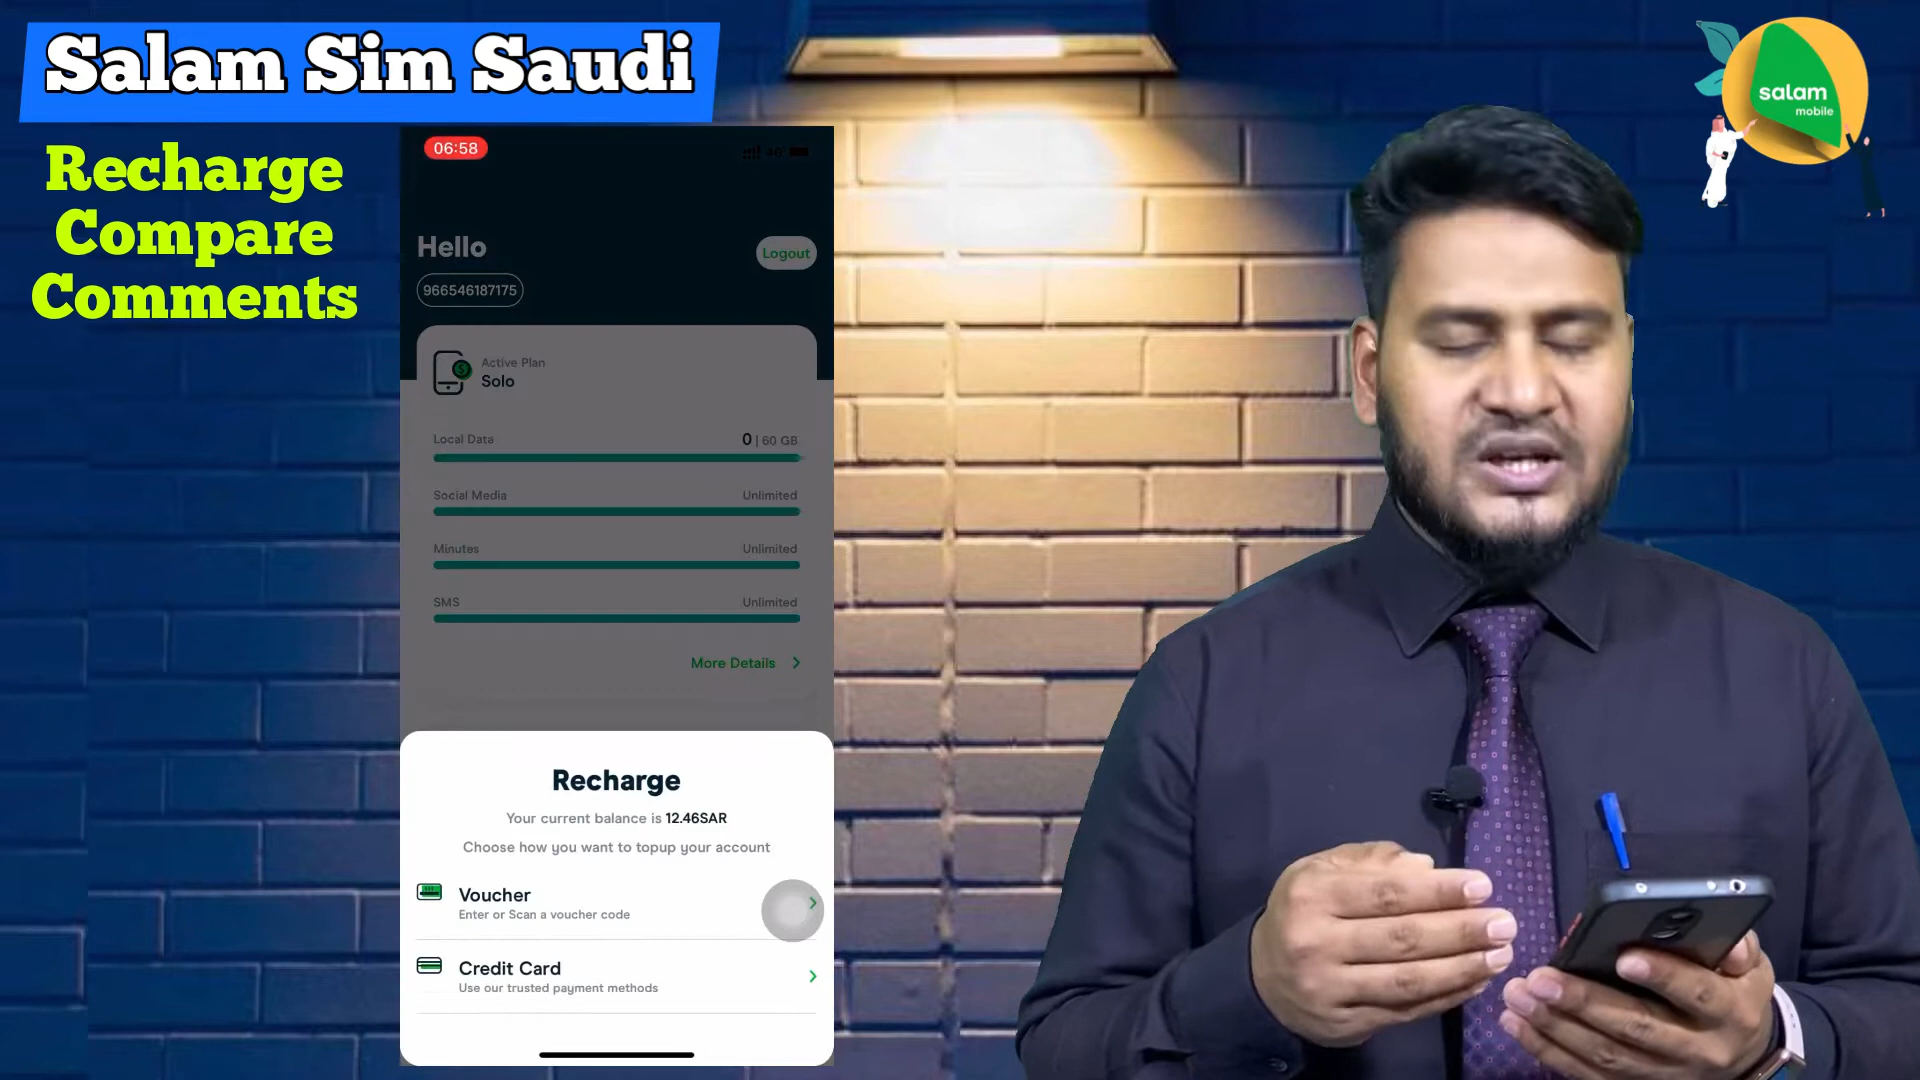 Salam Sim Saudi
Recharge
Compare
Comments
salam
mobile
06:58
4G
Hello
Logout
966546187175
Active Plan
Solo
Local Data
0 | 60 GB
Social Media
Unlimited
Minutes
Unlimited
SMS
Unlimited
More Details
Recharge
Your current balance is 12.46SAR
Choose how you want to topup your account
Voucher
Enter or Scan a voucher code
Credit Card
Use our trusted payment methods